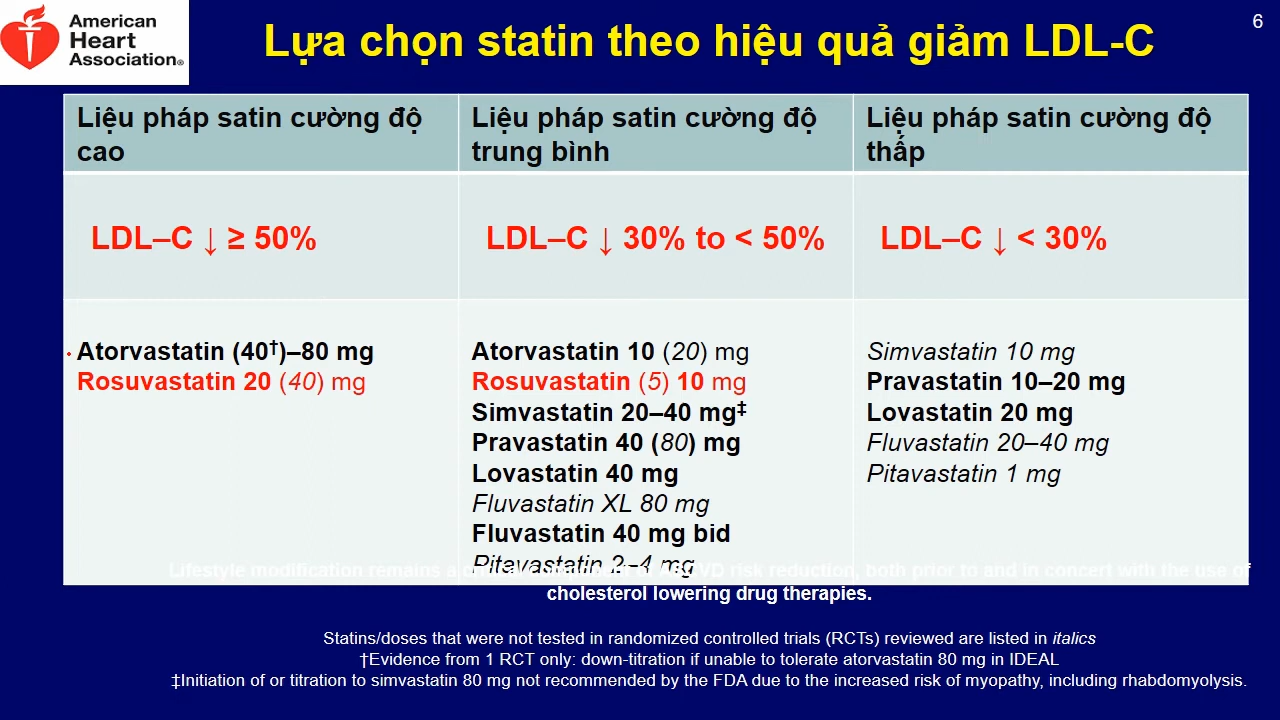 American
Heart
Association®
6
Lựa chọn statin theo hiệu quả giảm LDL-C
Liệu pháp satin cường độ
cao
Liệu pháp satin cường độ
trung bình
Liệu pháp satin cường độ
thấp
LDL–C ↓ ≥ 50%
LDL–C ↓ 30% to < 50%
LDL–C ↓ < 30%
Atorvastatin (40†)–80 mg
Rosuvastatin 20 (40) mg
Atorvastatin 10 (20) mg
Rosuvastatin (5) 10 mg
Simvastatin 20–40 mg‡
Pravastatin 40 (80) mg
Lovastatin 40 mg
Fluvastatin XL 80 mg
Fluvastatin 40 mg bid
Pitavastatin 2–4 mg
Simvastatin 10 mg
Pravastatin 10–20 mg
Lovastatin 20 mg
Fluvastatin 20–40 mg
Pitavastatin 1 mg
Lifestyle modification remains a critical component of ASCVD risk reduction, both prior to and in concert with the use of
cholesterol lowering drug therapies.
Statins/doses that were not tested in randomized controlled trials (RCTs) reviewed are listed in italics
†Evidence from 1 RCT only: down-titration if unable to tolerate atorvastatin 80 mg in IDEAL
‡Initiation of or titration to simvastatin 80 mg not recommended by the FDA due to the increased risk of myopathy, including rhabdomyolysis.